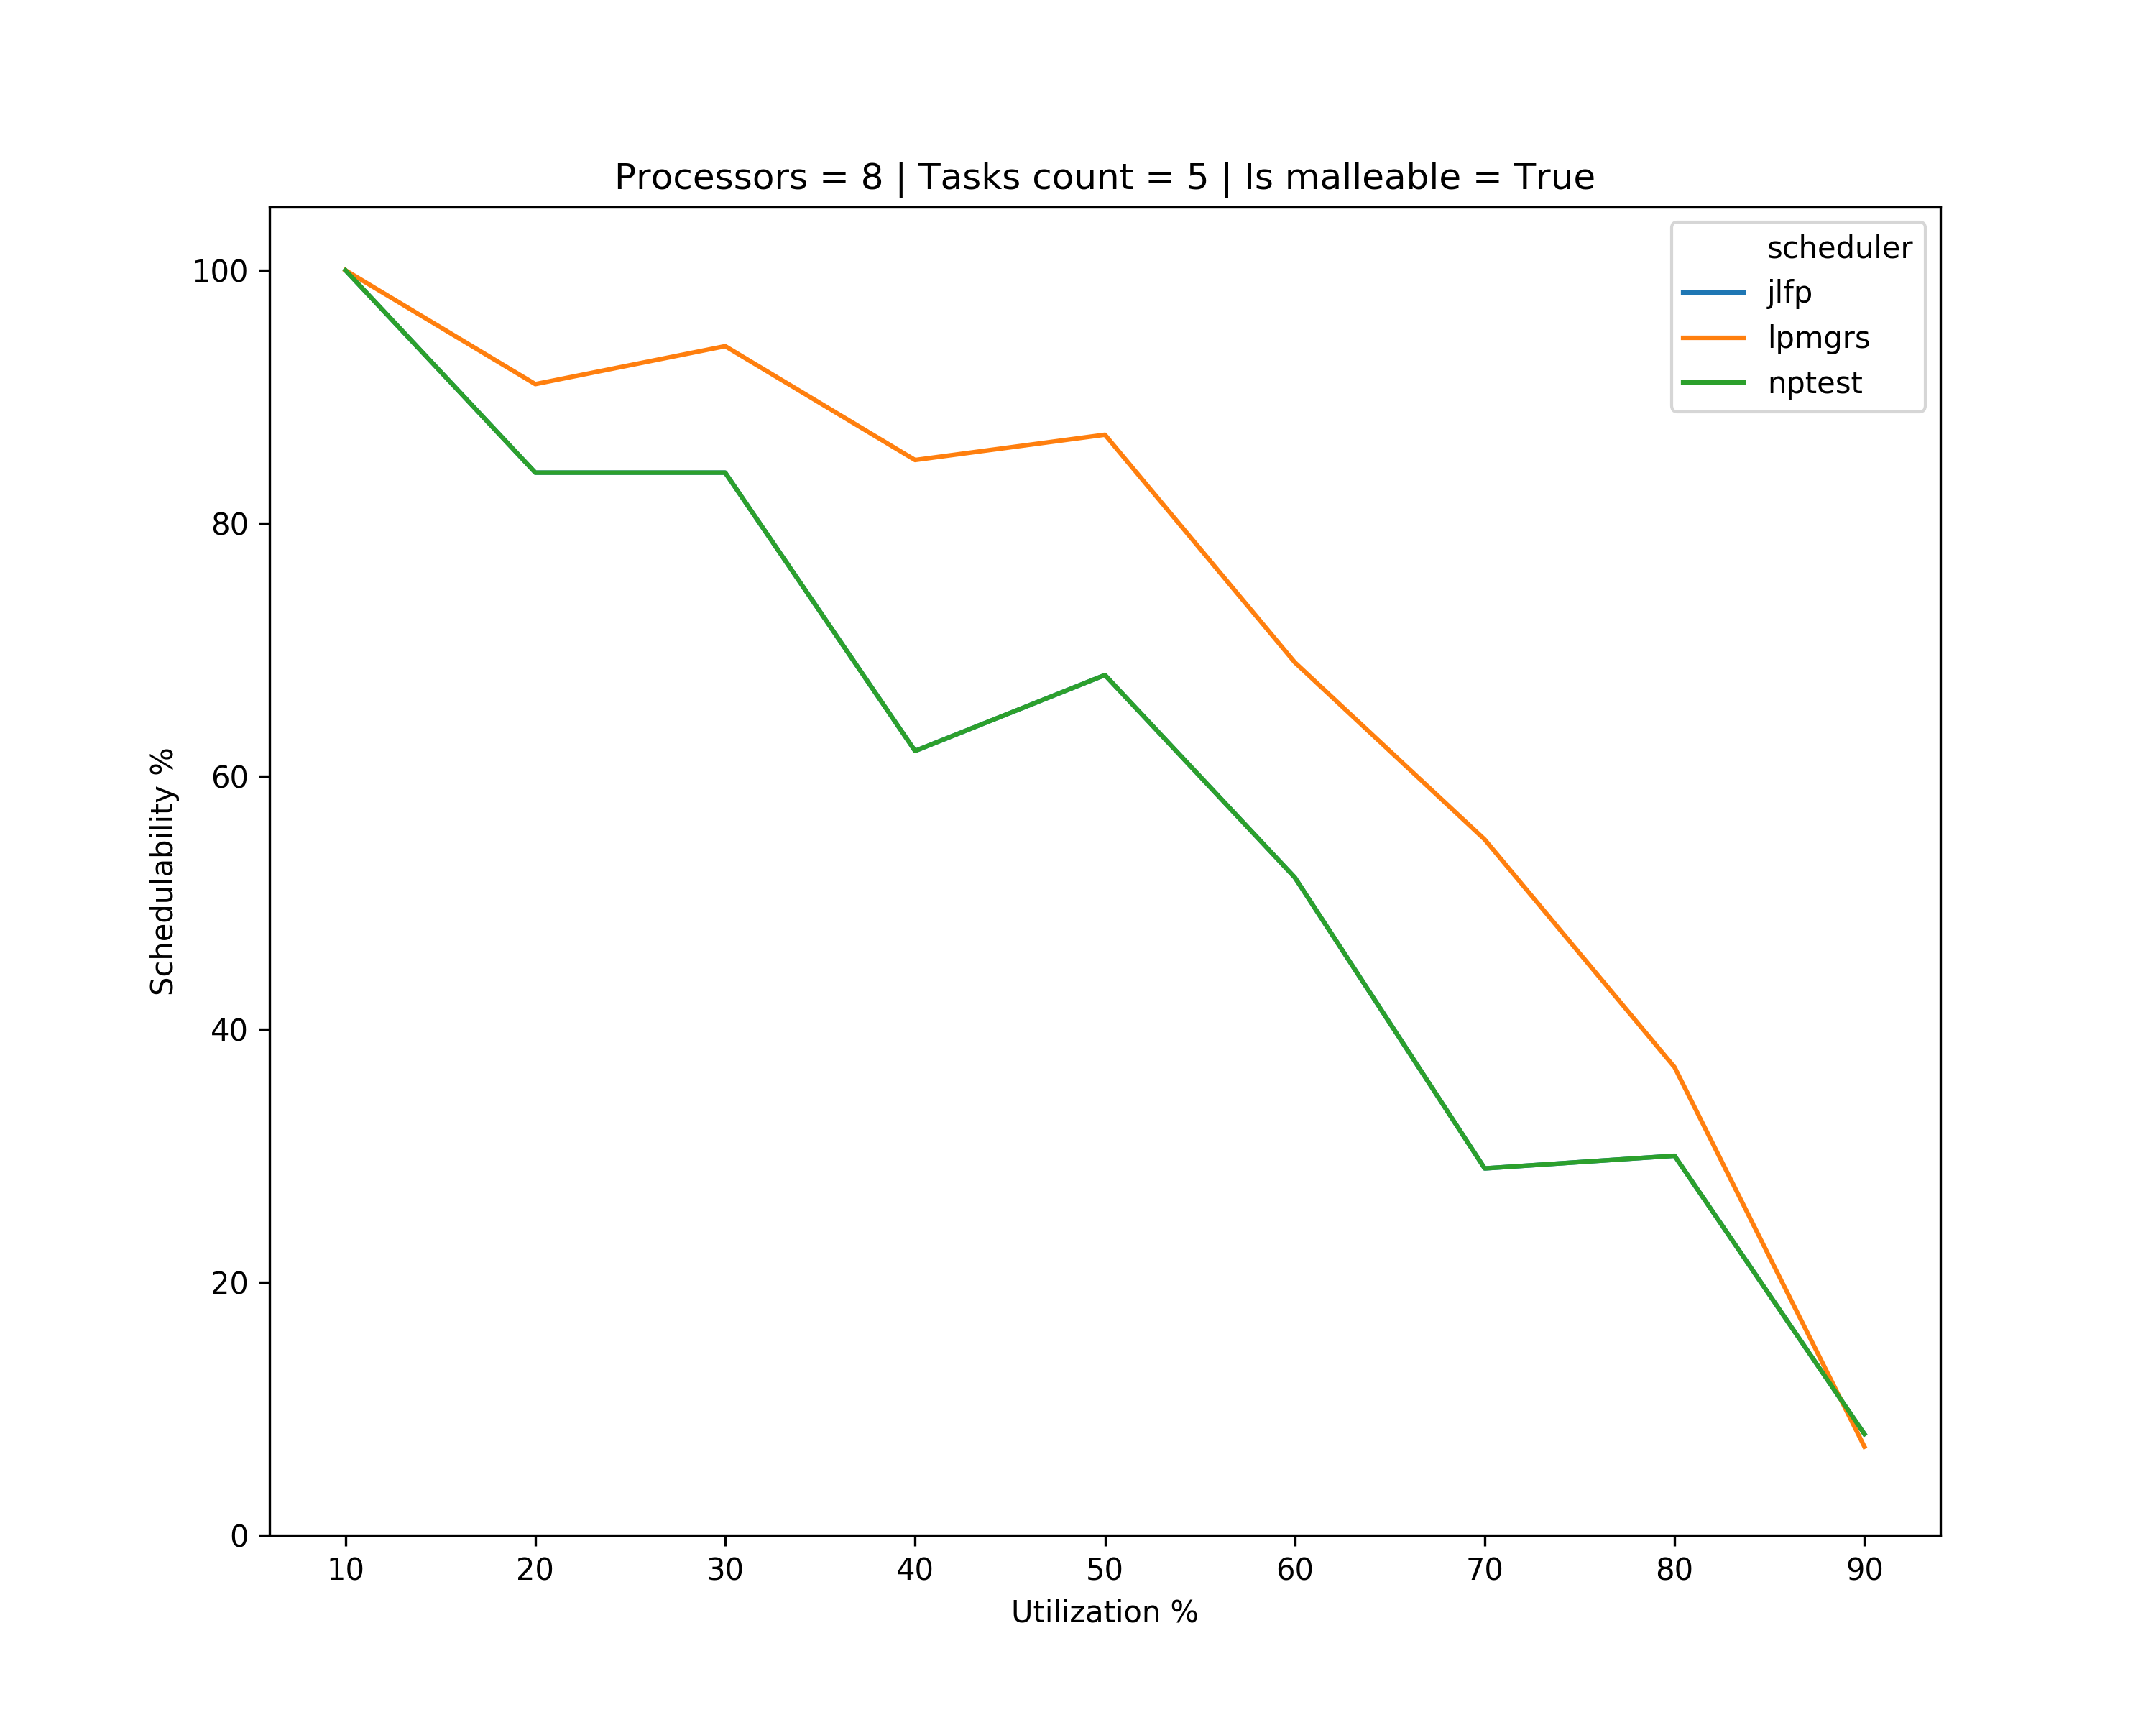 Processors = 8 | Tasks count = 5 | Is malleable = True
scheduler
jlfp
lpmgrs
nptest
Schedulability %
100
80
60
40
20
0
10 20 30 40 50 60 70 80 90
Utilization %